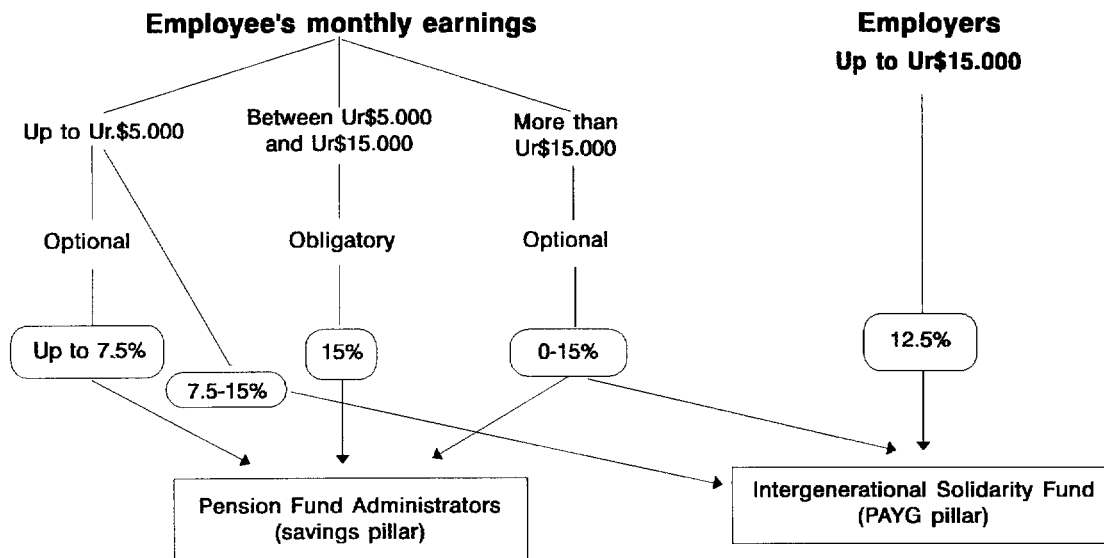 Employee's monthly earnings
Employers
Up to Ur$15.000
Up to Ur.$5.000
Between Ur$5.000
and Ur$15.000
More than
Ur$15.000
Optional
Obligatory
Optional
Up to 7.5%
7.5-15%
15%
0-15%
12.5%
Pension Fund Administrators
(savings pillar)
Intergenerational Solidarity Fund
(PAYG pillar)